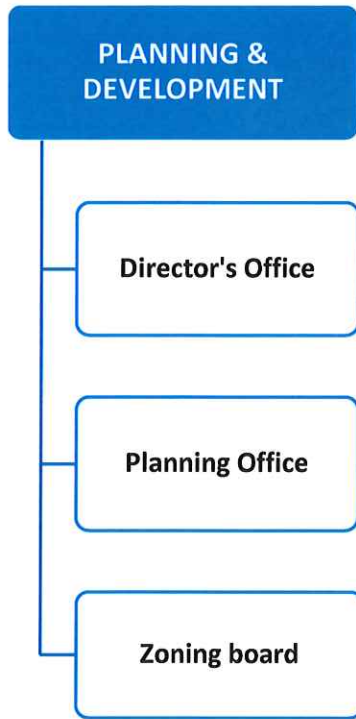 PLANNING &
DEVELOPMENT
Director's Office
Planning Office
Zoning board